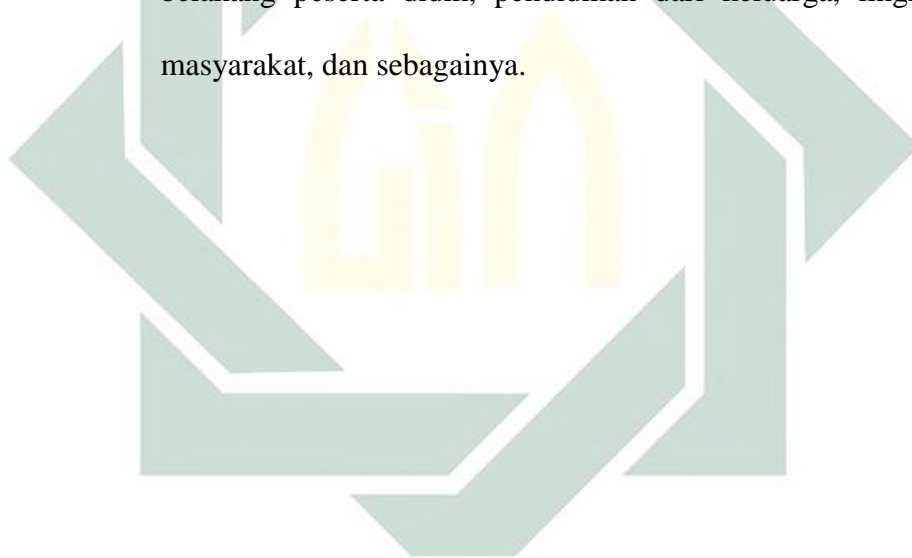 peserta didik, pendidikan dari keluarga,
masyarakat, dan sebagainya.